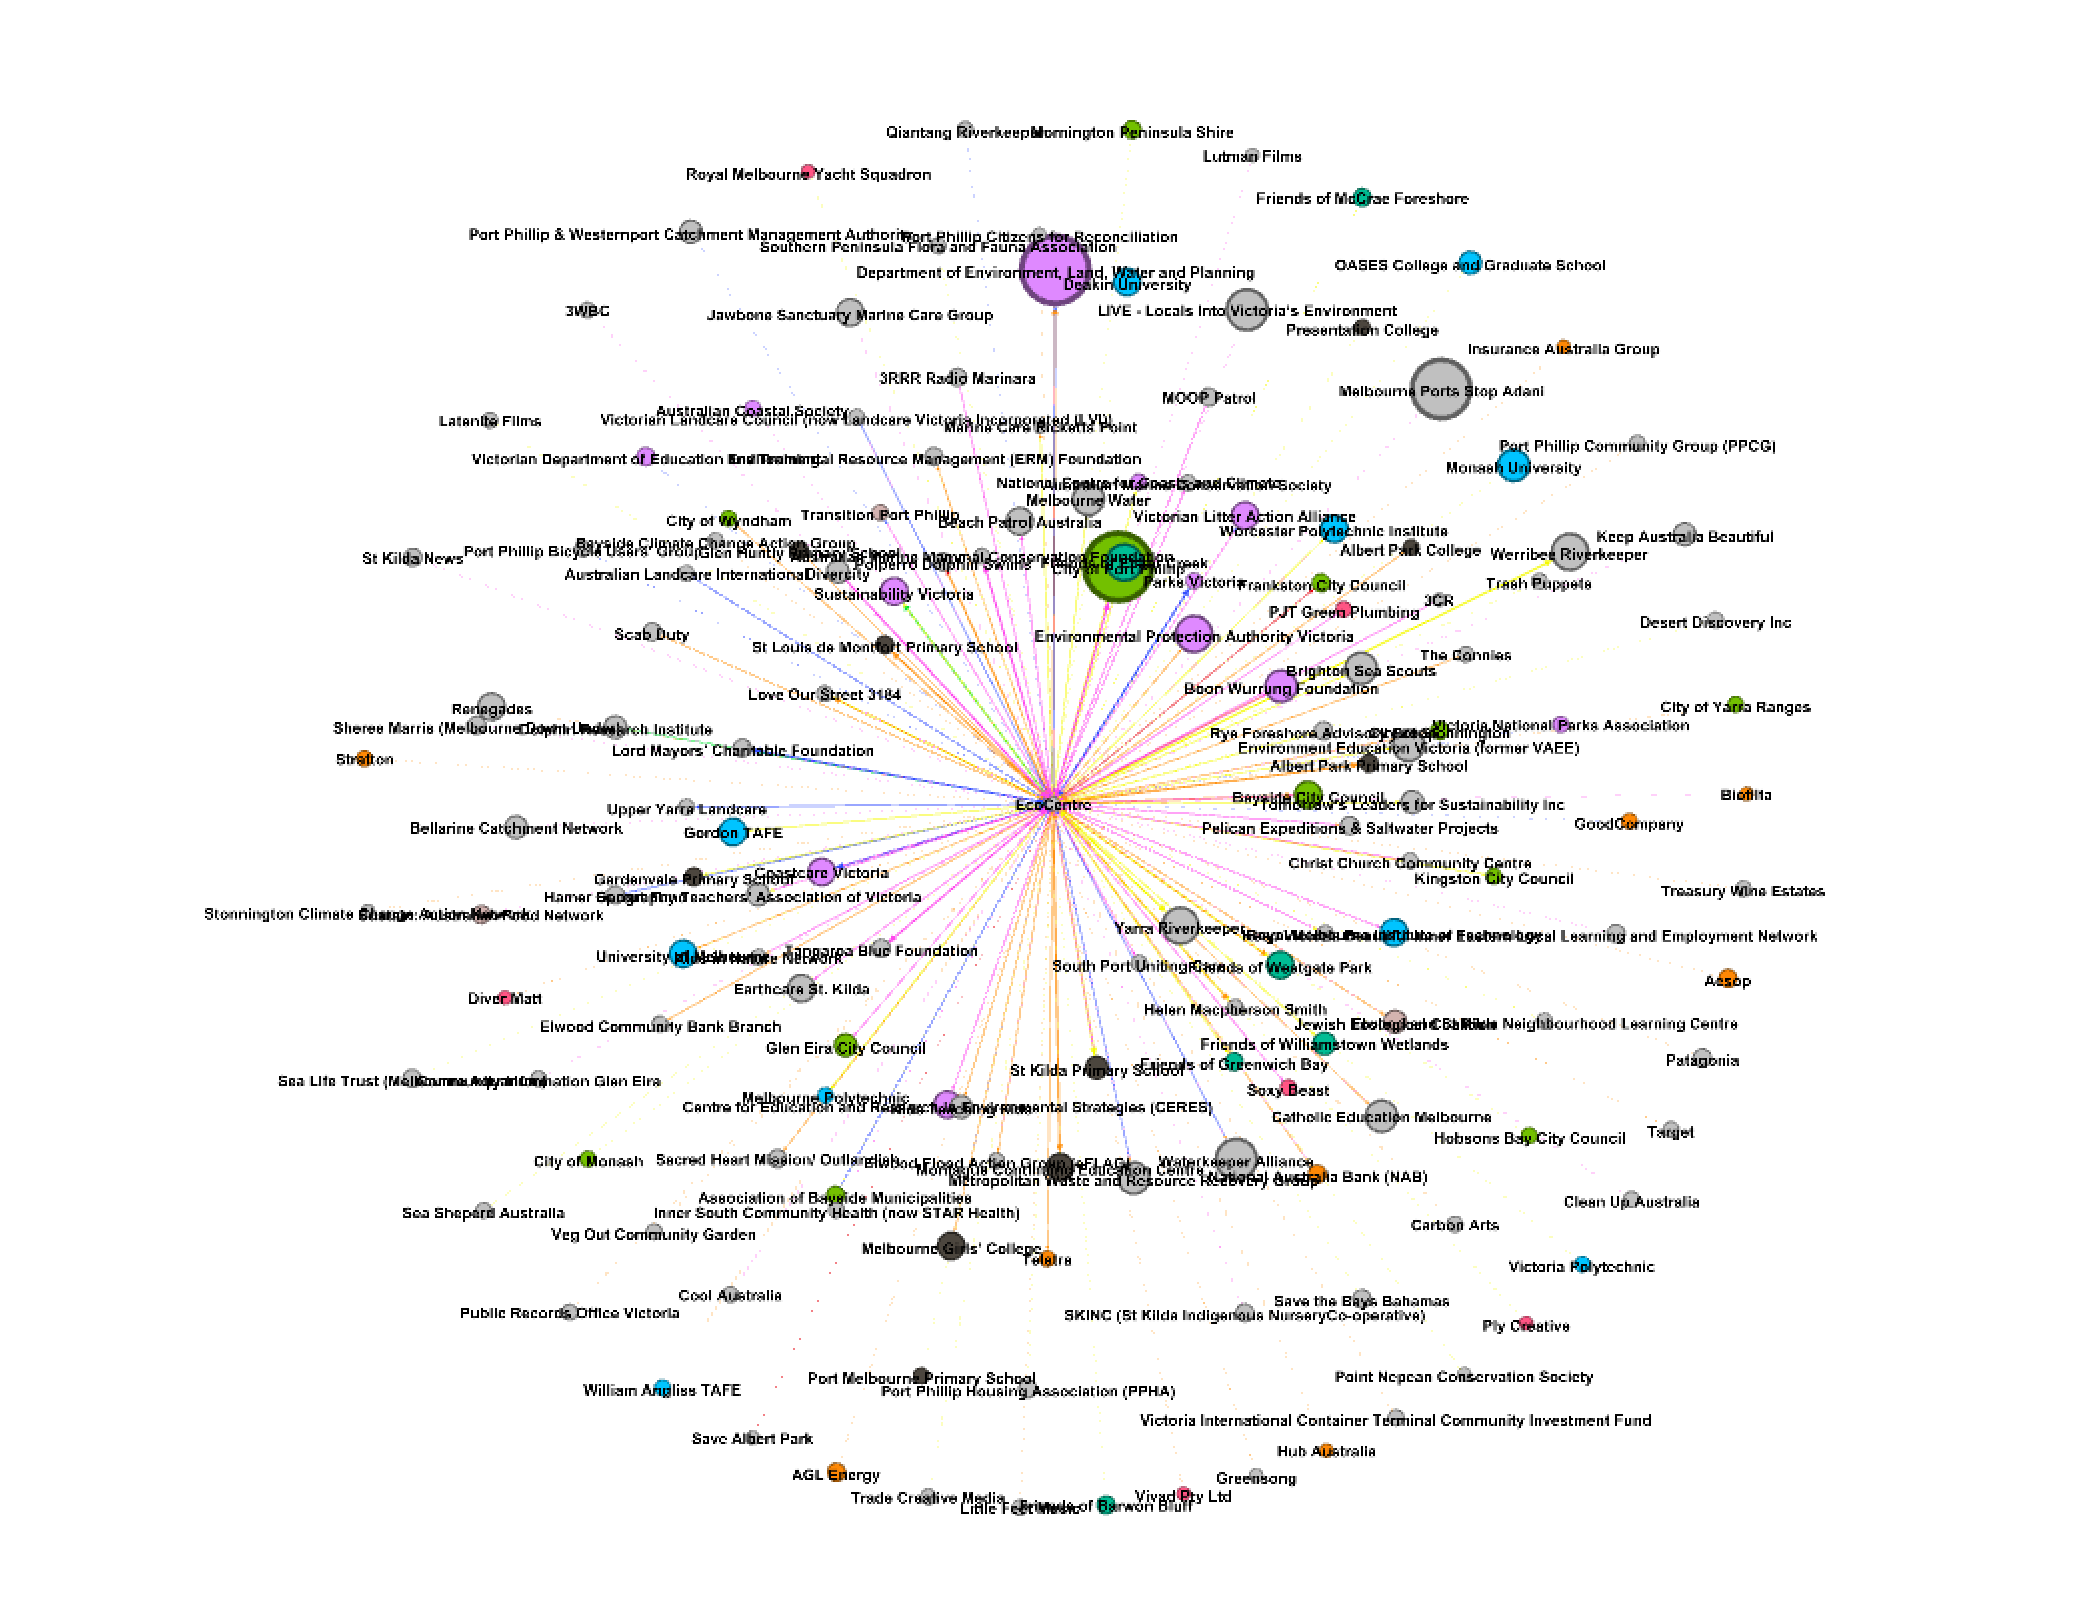 Qiantang Riverkeeper
Mornington Peninsula Shire
Lutman Films
Royal Melbourne Yacht Squadron
Friends of McCrae Foreshore
Port Phillip & Westernport Catchment Management Authority
Port Phillip Citizens for Reconciliation
Southern Peninsula Flora and Fauna Association
OASES College and Graduate School
Department of Environment, Land, Water and Planning
Deakin University
3WBC
Jawbone Sanctuary Marine Care Group
LIVE - Locals Into Victoria's Environment
Presentation College
Insurance Australia Group
3RRR Radio Marinara
Melbourne Ports Stop Adani
MOOP Patrol
Australian Coastal Society
Latenite Films
Victorian Landcare Council (now Landcare Victoria Incorporated (LVI)
Marine Care Ricketts Point
Port Phillip Community Group (PPCG)
Victorian Department of Education and Training
Environmental Resource Management (ERM) Foundation
Monash University
National Centre for Coasts and Climate
Australian Marine Conservation Society
Melbourne Water
City of Wyndham
Transition Port Phillip
Beach Patrol Australia
Victorian Litter Action Alliance
Worcester Polytechnic Institute
Keep Australia Beautiful
Bayside Climate Change Action Group
Port Phillip Bicycle Users' Group
Glen Huntly Primary School
Albert Park College
Werribee Riverkeeper
St Kilda News
Marine Mammal Conservation Foundation
Polperro Dolphin Swims
City of Port Phillip
Australian Landcare International
Diversity
Parks Victoria
Frankston City Council
Trash Puppets
Sustainability Victoria
3CR
PJT Green Plumbing
Desert Discovery Inc
Scab Duty
Environmental Protection Authority Victoria
St Louis de Montfort Primary School
The Connies
Brighton Sea Scouts
Love Our Street 3184
Boon Wurrung Foundation
Renegades
City of Yarra Ranges
Sheree Marris (Melbourne Down Under)
Dolphin Research Institute
Victoria National Parks Association
Rye Foreshore Advisory Group
Lord Mayors' Charitable Foundation
Environment Education Victoria (former VAEE)
Stratton
Albert Park Primary School
Bayside City Council
Biofilta
EcoCentre
Tomorrow's Leaders for Sustainability Inc
Upper Yarra Landcare
GoodCompany
Bellarine Catchment Network
Gordon TAFE
Pelican Expeditions & Saltwater Projects
Christ Church Community Centre
Coastcare Victoria
Gardenvale Primary School
Kingston City Council
Treasury Wine Estates
Geography Teachers' Association of Victoria
Stonnington Climate Change Action Network
Yarra Riverkeeper
Learning and Employment Network
Tangaroa Blue Foundation
University of Melbourne
South Port Uniting Care
Friends of Westgate Park
Aesop
Earthcare St. Kilda
Diver Matt
Helen Macpherson Smith
Elwood Community Bank Branch
Jewish Ecological Coalition
Neighbourhood Learning Centre
Glen Eira City Council
Friends of Williamstown Wetlands
Patagonia
St Kilda Primary School
Friends of Greenwich Bay
Sea Life Trust (Melbourne Aquarium)
Community Information Glen Eira
Soxy Beast
Melbourne Polytechnic
Centre for Education and Research in Environmental Strategies (CERES)
Catholic Education Melbourne
Target
Hobsons Bay City Council
City of Monash
Sacred Heart Mission/ Outlandish
Elwood Flood Action Group (eFLAG)
Waterkeeper Alliance
Montague Continuing Education Centre
National Australia Bank (NAB)
Metropolitan Waste and Resource Recovery Group
Association of Bayside Municipalities
Clean Up Australia
Sea Sheperd Australia
Inner South Community Health (now STAR Health)
Carbon Arts
Veg Out Community Garden
Melbourne Girls' College
Telstra
Victoria Polytechnic
Cool Australia
Save the Bays Bahamas
Public Records Office Victoria
SKINC (St Kilda Indigenous NurseryCo-operative)
Ply Creative
Port Melbourne Primary School
Point Nepean Conservation Society
William Angliss TAFE
Port Phillip Housing Association (PPHA)
Victoria International Container Terminal Community Investment Fund
Save Albert Park
Hub Australia
AGL Energy
Greensong
Trade Creative Media
Vivad Pty Ltd
Little Feet Music
Friends of Barwon Bluff